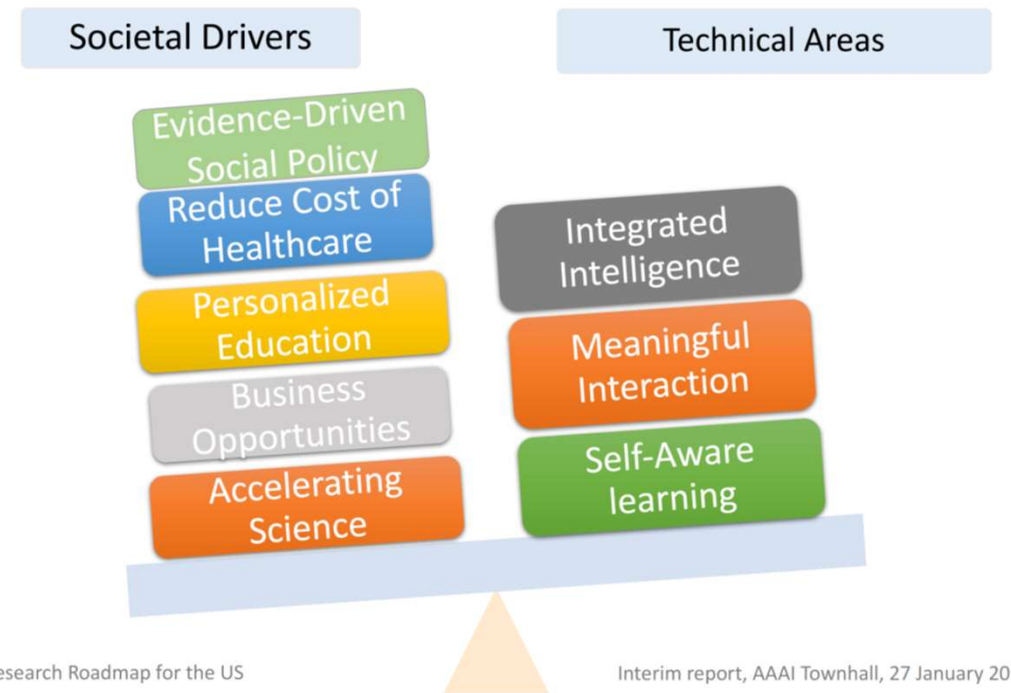 Societal Drivers
Technical Areas
Evidence-Driven
Social Policy
Reduce Cost of
Healthcare
Personalized
Education
Business
Opportunities
Accelerating
Science
Integrated
Intelligence
Meaningful
Interaction
Self-Aware
learning
Roadmap for the US
Interim report, AAAI Townhall, 27 January 20